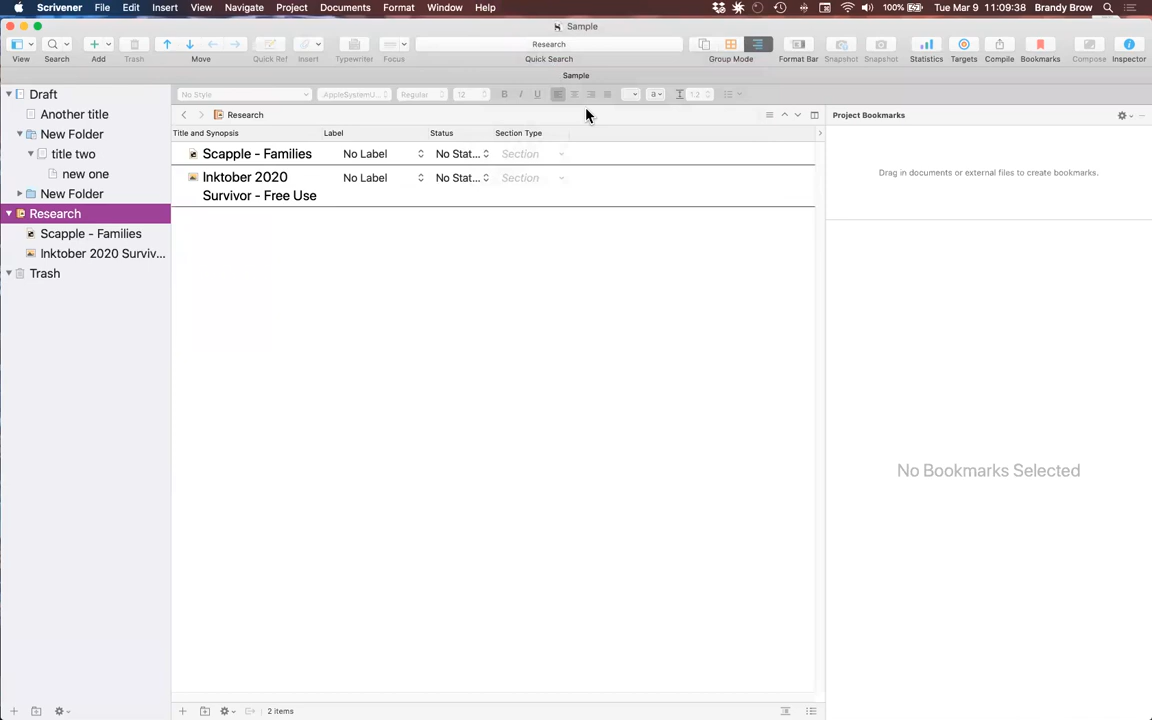 Scrivener File Edit Insert View Navigate Project Documents Format Window Help 100% Tue Mar 9 11:09:38 Brandy Brow
Sample
Research
View Search Add Trash Move Quick Ref Insert Typewriter Focus Quick Search Group Mode Format Bar Snapshot Snapshot Statistics Targets Compile Bookmarks Compose Inspector
Sample
No Style AppleSystemU... Regular 12 B I U a 1.2
Draft
Another title
New Folder
title two
new one
New Folder
Research
Scapple - Families
Inktober 2020 Surviv...
Trash
Research
Title and Synopsis Label Status Section Type
Scapple - Families No Label No Stat... Section
Inktober 2020 No Label No Stat... Section
Survivor - Free Use
2 items
Project Bookmarks
Drag in documents or external files to create bookmarks.
No Bookmarks Selected